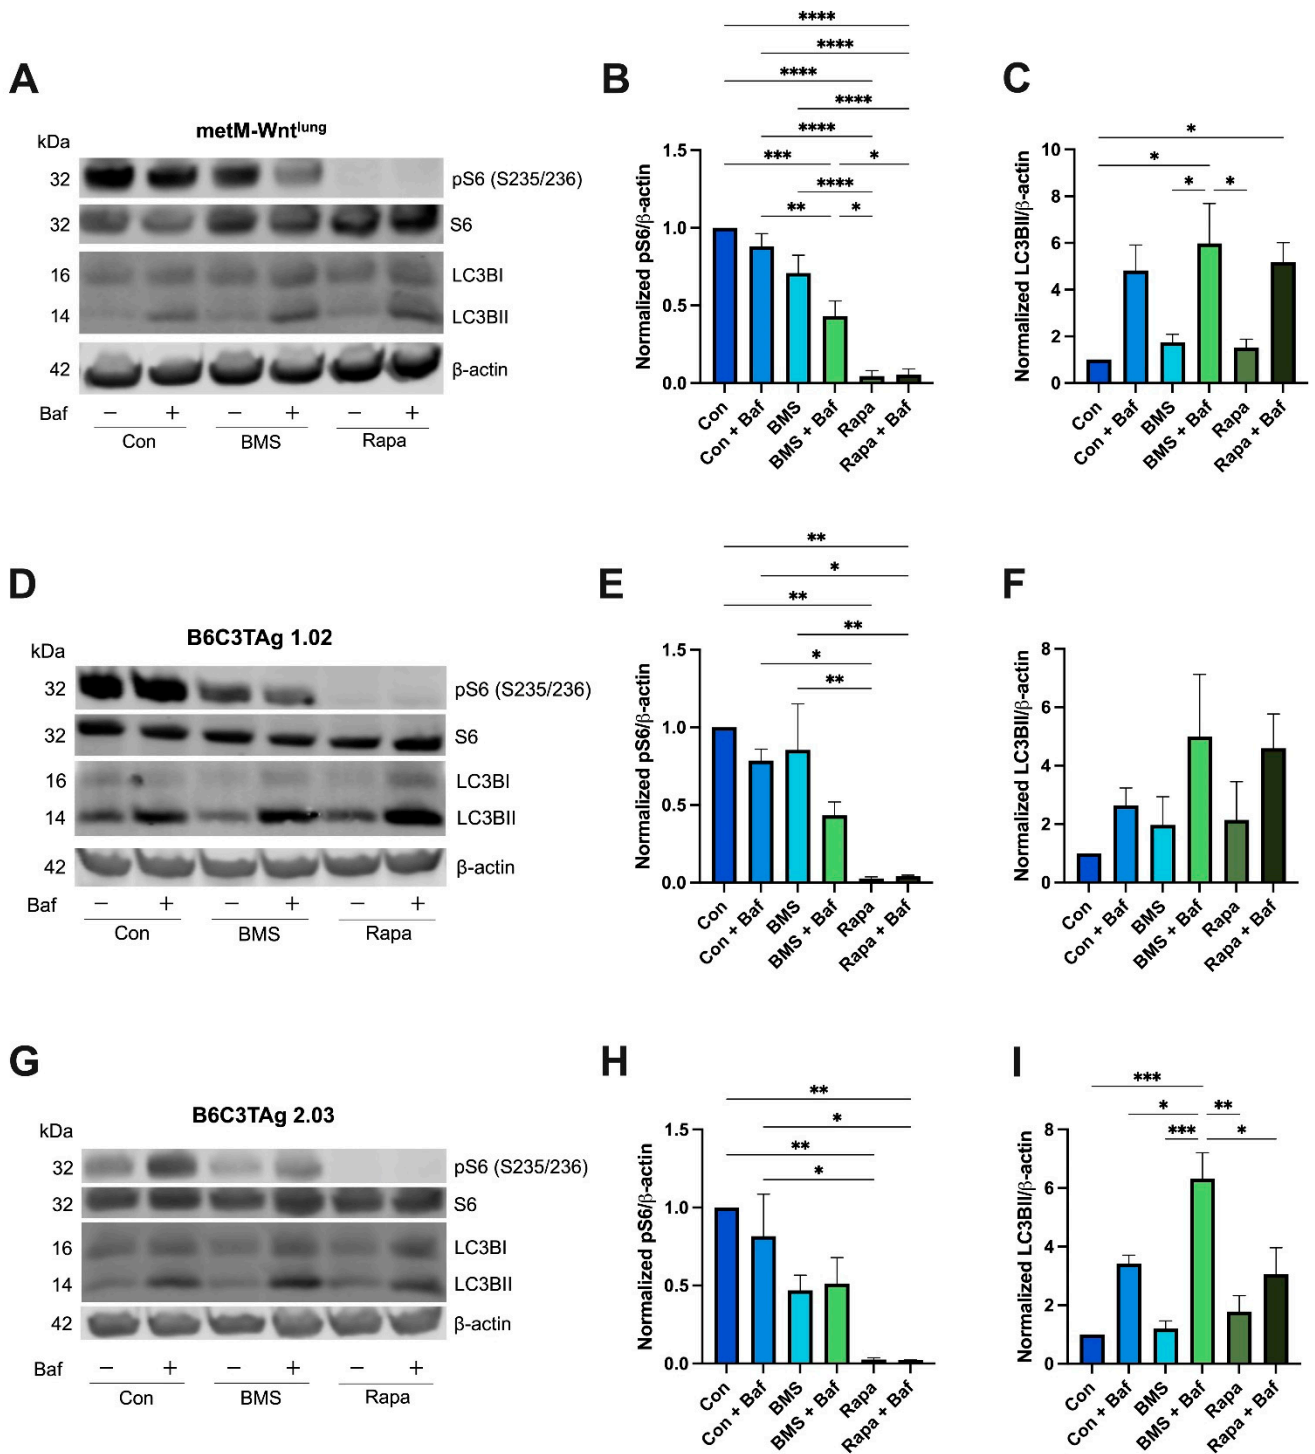 A
metM-Wntlung
kDa
32 pS6 (S235/236)
32 S6
16 LC3BI
14 LC3BII
42 β-actin
Baf − + − + − +
Con BMS Rapa
B
****
****
****
****
****
*** *
****
** *
Normalized pS6/β-actin
1.5
1.0
0.5
0.0
Con
Con + Baf
BMS
BMS + Baf
Rapa
Rapa + Baf
C
*
*
* *
Normalized LC3BII/β-actin
10
8
6
4
2
0
Con
Con + Baf
BMS
BMS + Baf
Rapa
Rapa + Baf
D
B6C3TAg 1.02
kDa
32 pS6 (S235/236)
32 S6
16 LC3BI
14 LC3BII
42 β-actin
Baf − + − + − +
Con BMS Rapa
E
**
*
**
**
*
**
Normalized pS6/β-actin
1.5
1.0
0.5
0.0
Con
Con + Baf
BMS
BMS + Baf
Rapa
Rapa + Baf
F
Normalized LC3BII/β-actin
8
6
4
2
0
Con
Con + Baf
BMS
BMS + Baf
Rapa
Rapa + Baf
G
B6C3TAg 2.03
kDa
32 pS6 (S235/236)
32 S6
16 LC3BI
14 LC3BII
42 β-actin
Baf − + − + − +
Con BMS Rapa
H
**
*
**
*
Normalized pS6/β-actin
1.5
1.0
0.5
0.0
Con
Con + Baf
BMS
BMS + Baf
Rapa
Rapa + Baf
I
***
* **
*** *
Normalized LC3BII/β-actin
8
6
4
2
0
Con
Con + Baf
BMS
BMS + Baf
Rapa
Rapa + Baf